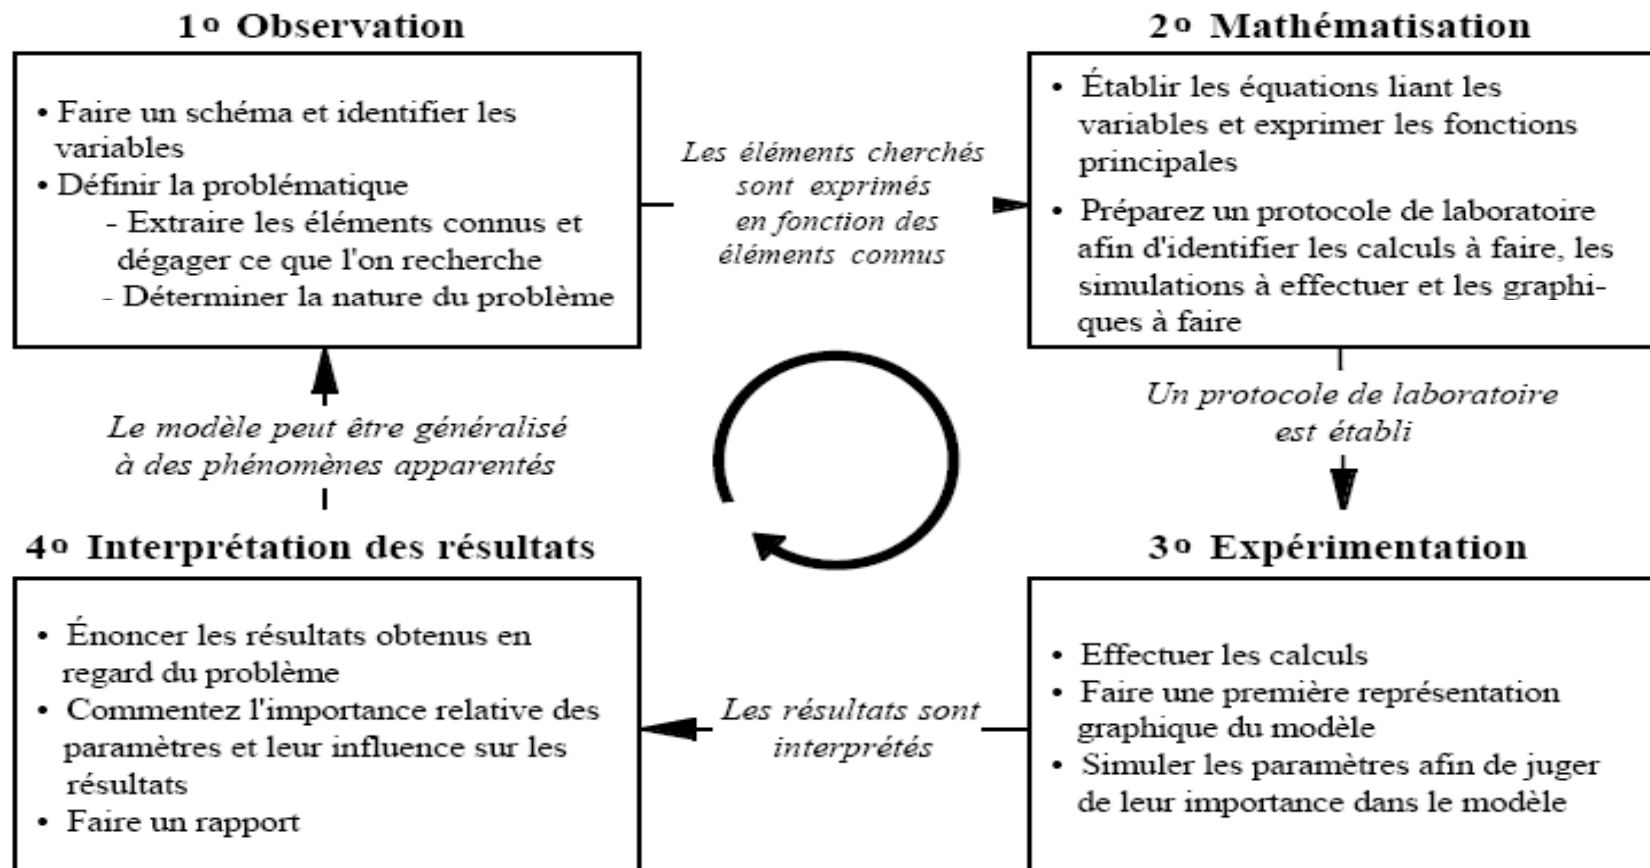 1º Observation
• Faire un schéma et identifier les
variables
• Définir la problématique
- Extraire les éléments connus et
dégager ce que l'on recherche
- Déterminer la nature du problème
Les éléments cherchés
sont exprimés
en fonction des
éléments connus
2º Mathématisation
• Établir les équations liant les
variables et exprimer les fonctions
principales
• Préparez un protocole de laboratoire
afin d'identifier les calculs à faire, les
simulations à effectuer et les graphi-
ques à faire
Un protocole de laboratoire
est établi
3º Expérimentation
• Effectuer les calculs
• Faire une première représentation
graphique du modèle
• Simuler les paramètres afin de juger
de leur importance dans le modèle
Les résultats sont
interprétés
4º Interprétation des résultats
• Énoncer les résultats obtenus en
regard du problème
• Commentez l'importance relative des
paramètres et leur influence sur les
résultats
• Faire un rapport
Le modèle peut être généralisé
à des phénomènes apparentés